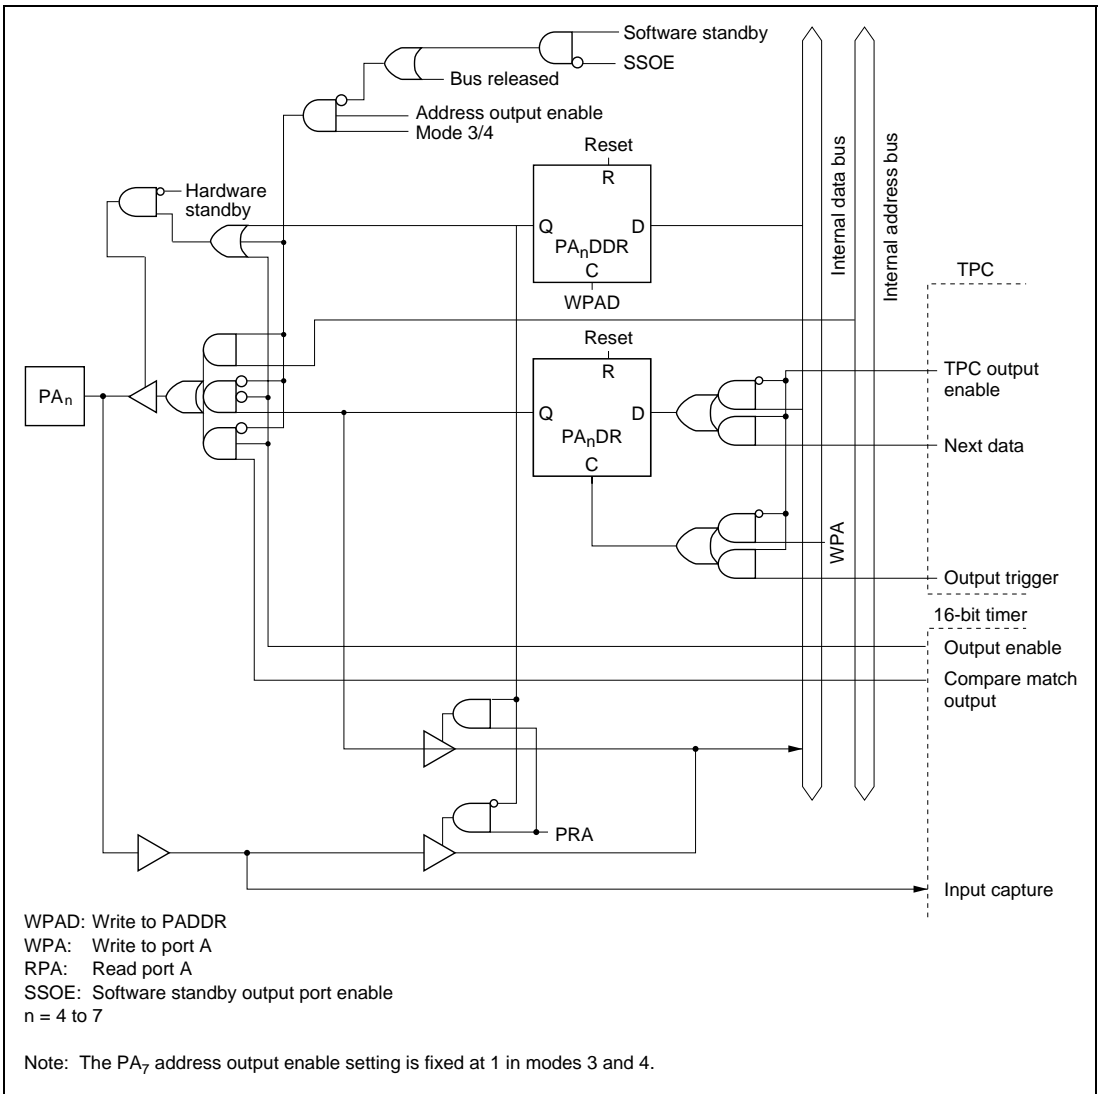 Software standby
SSOE
Bus released
Address output enable
Mode 3/4
Reset
R
Hardware
standby
Q
D
PAnDDR
C
WPAD
Internal data bus
Internal address bus
TPC
Reset
R
TPC output
enable
PAn
Q
D
PAnDR
C
Next data
WPA
Output trigger
16-bit timer
Output enable
Compare match
output
PRA
Input capture
WPAD: Write to PADDR
WPA: Write to port A
RPA: Read port A
SSOE: Software standby output port enable
n = 4 to 7
Note: The PA7 address output enable setting is fixed at 1 in modes 3 and 4.